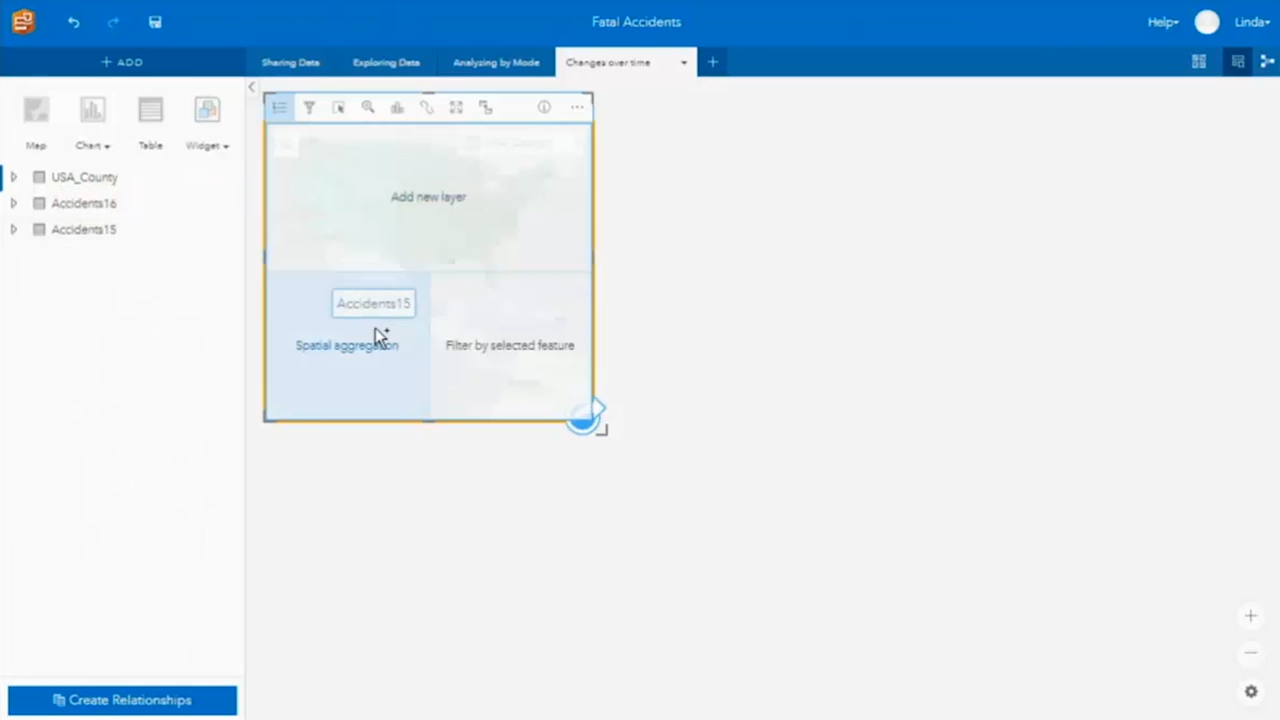 Fatal Accidents
Help
Linda
+ ADD
Sharing Data
Exploring Data
Analyzing by Mode
Changes over time
Map
Chart
Table
Widget
USA_County
Accidents16
Accidents15
Add new layer
Accidents15
Spatial aggregation
Filter by selected feature
Create Relationships